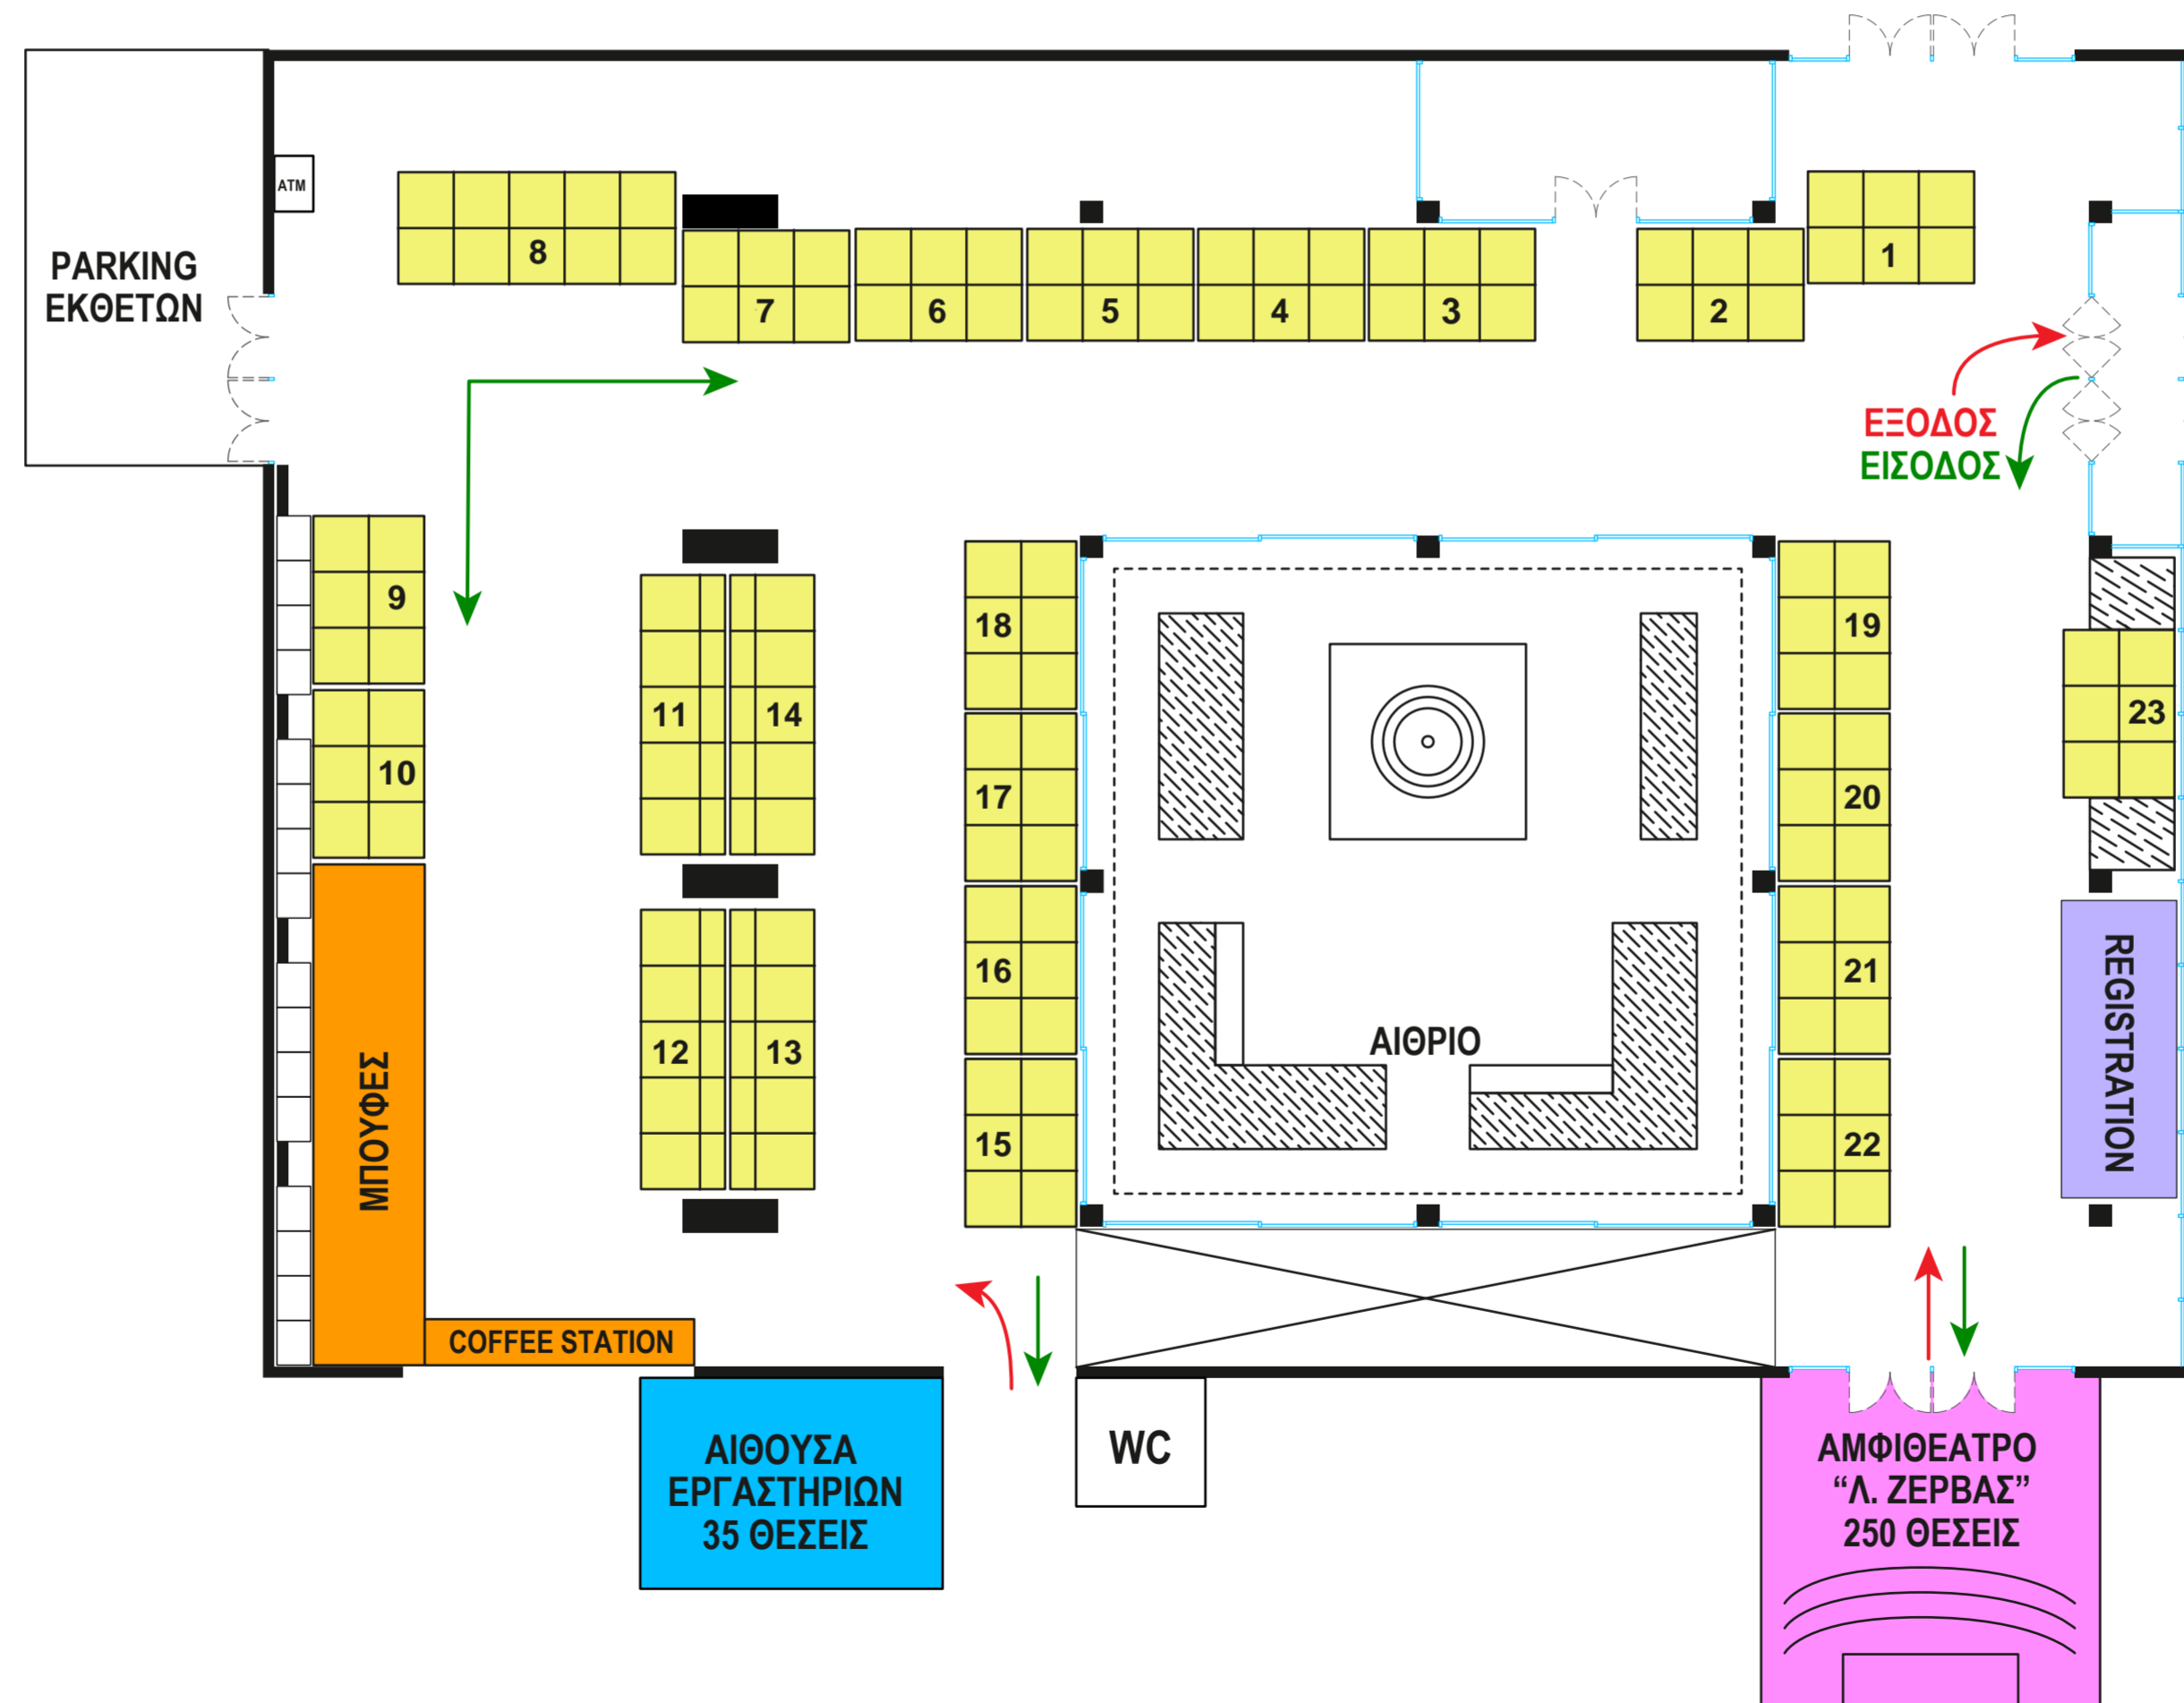 ATM
PARKING
ΕΚΘΕΤΩΝ
8
7
6
5
4
3
2
1
ΕΞΟΔΟΣ
ΕΙΣΟΔΟΣ
9
10
11
14
12
13
18
17
16
15
19
20
21
22
23
ΑΙΘΡΙΟ
REGISTRATION
ΜΠΟΥΦΕΣ
COFFEE STATION
ΑΙΘΟΥΣΑ
ΕΡΓΑΣΤΗΡΙΩΝ
35 ΘΕΣΕΙΣ
WC
ΑΜΦΙΘΕΑΤΡΟ
“Λ. ΖΕΡΒΑΣ”
250 ΘΕΣΕΙΣ